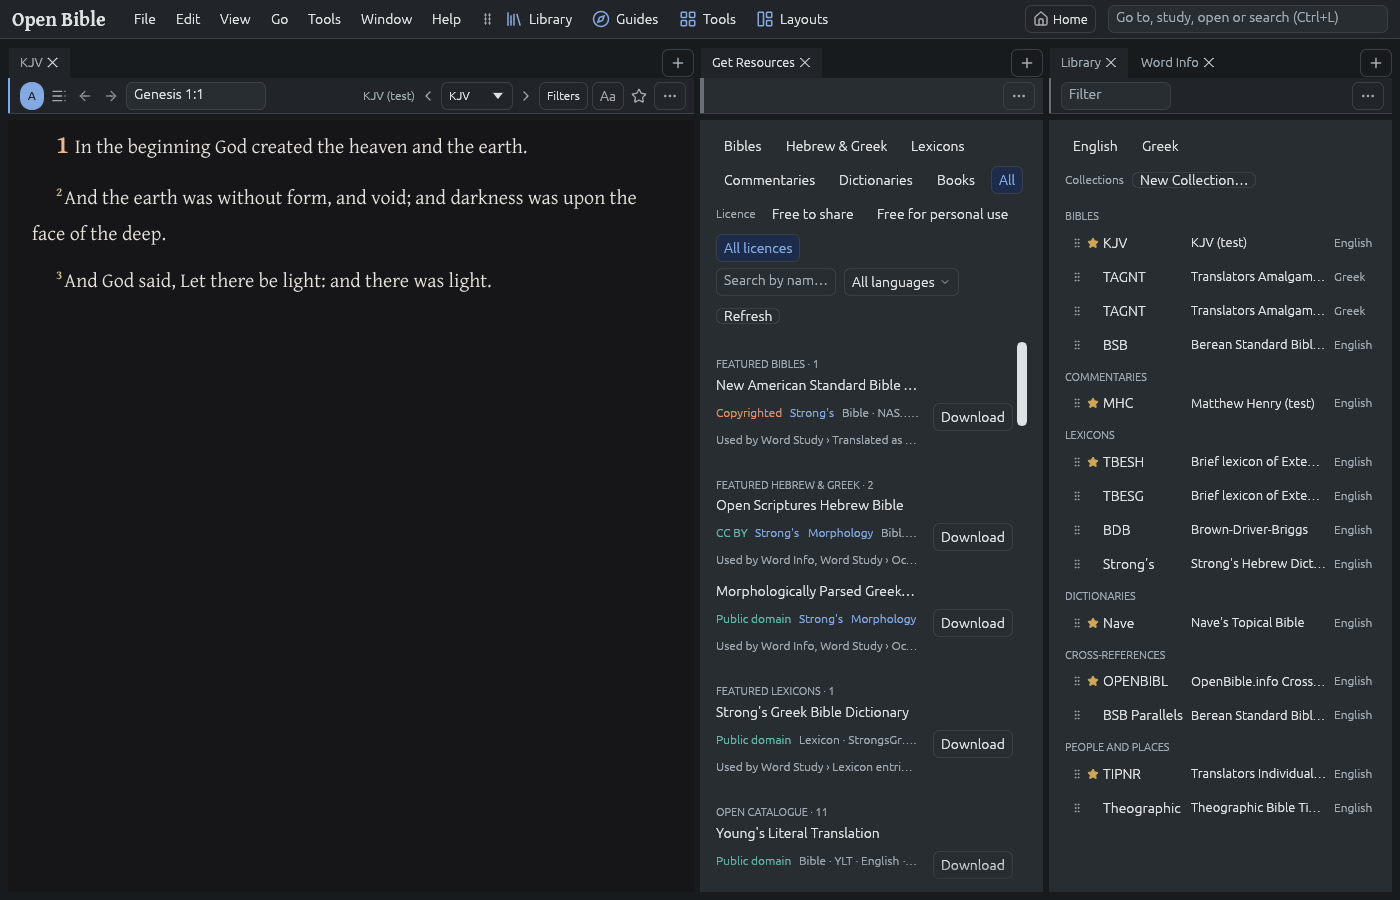 Open Bible File Edit View Go Tools Window Help Library Guides Tools Layouts Home Go to, study, open or search (Ctrl+L)
KJV
A Genesis 1:1 KJV (test) KJV Filters Aa
1 In the beginning God created the heaven and the earth.
2 And the earth was without form, and void; and darkness was upon the
face of the deep.
3 And God said, Let there be light: and there was light.
Get Resources
Bibles Hebrew & Greek Lexicons
Commentaries Dictionaries Books All
Licence Free to share Free for personal use
All licences
Search by nam... All languages
Refresh
FEATURED BIBLES · 1
New American Standard Bible ...
Copyrighted Strong's Bible · NAS.... Download
Used by Word Study › Translated as ...
FEATURED HEBREW & GREEK · 2
Open Scriptures Hebrew Bible
CC BY Strong's Morphology Bibl.... Download
Used by Word Info, Word Study › Oc...
Morphologically Parsed Greek...
Public domain Strong's Morphology Download
Used by Word Info, Word Study › Oc...
FEATURED LEXICONS · 1
Strong's Greek Bible Dictionary
Public domain Lexicon · StrongsGr.... Download
Used by Word Study › Lexicon entri...
OPEN CATALOGUE · 11
Young's Literal Translation
Public domain Bible · YLT · English ·... Download
Library Word Info
Filter
English Greek
Collections New Collection...
BIBLES
KJV KJV (test) English
TAGNT Translators Amalgam... Greek
TAGNT Translators Amalgam... Greek
BSB Berean Standard Bibl... English
COMMENTARIES
MHC Matthew Henry (test) English
LEXICONS
TBESH Brief lexicon of Exte... English
TBESG Brief lexicon of Exte... English
BDB Brown-Driver-Briggs English
Strong's Strong's Hebrew Dict... English
DICTIONARIES
Nave Nave's Topical Bible English
CROSS-REFERENCES
OPENBIBL OpenBible.info Cross... English
BSB Parallels Berean Standard Bibl... English
PEOPLE AND PLACES
TIPNR Translators Individual... English
Theographic Theographic Bible Ti... English